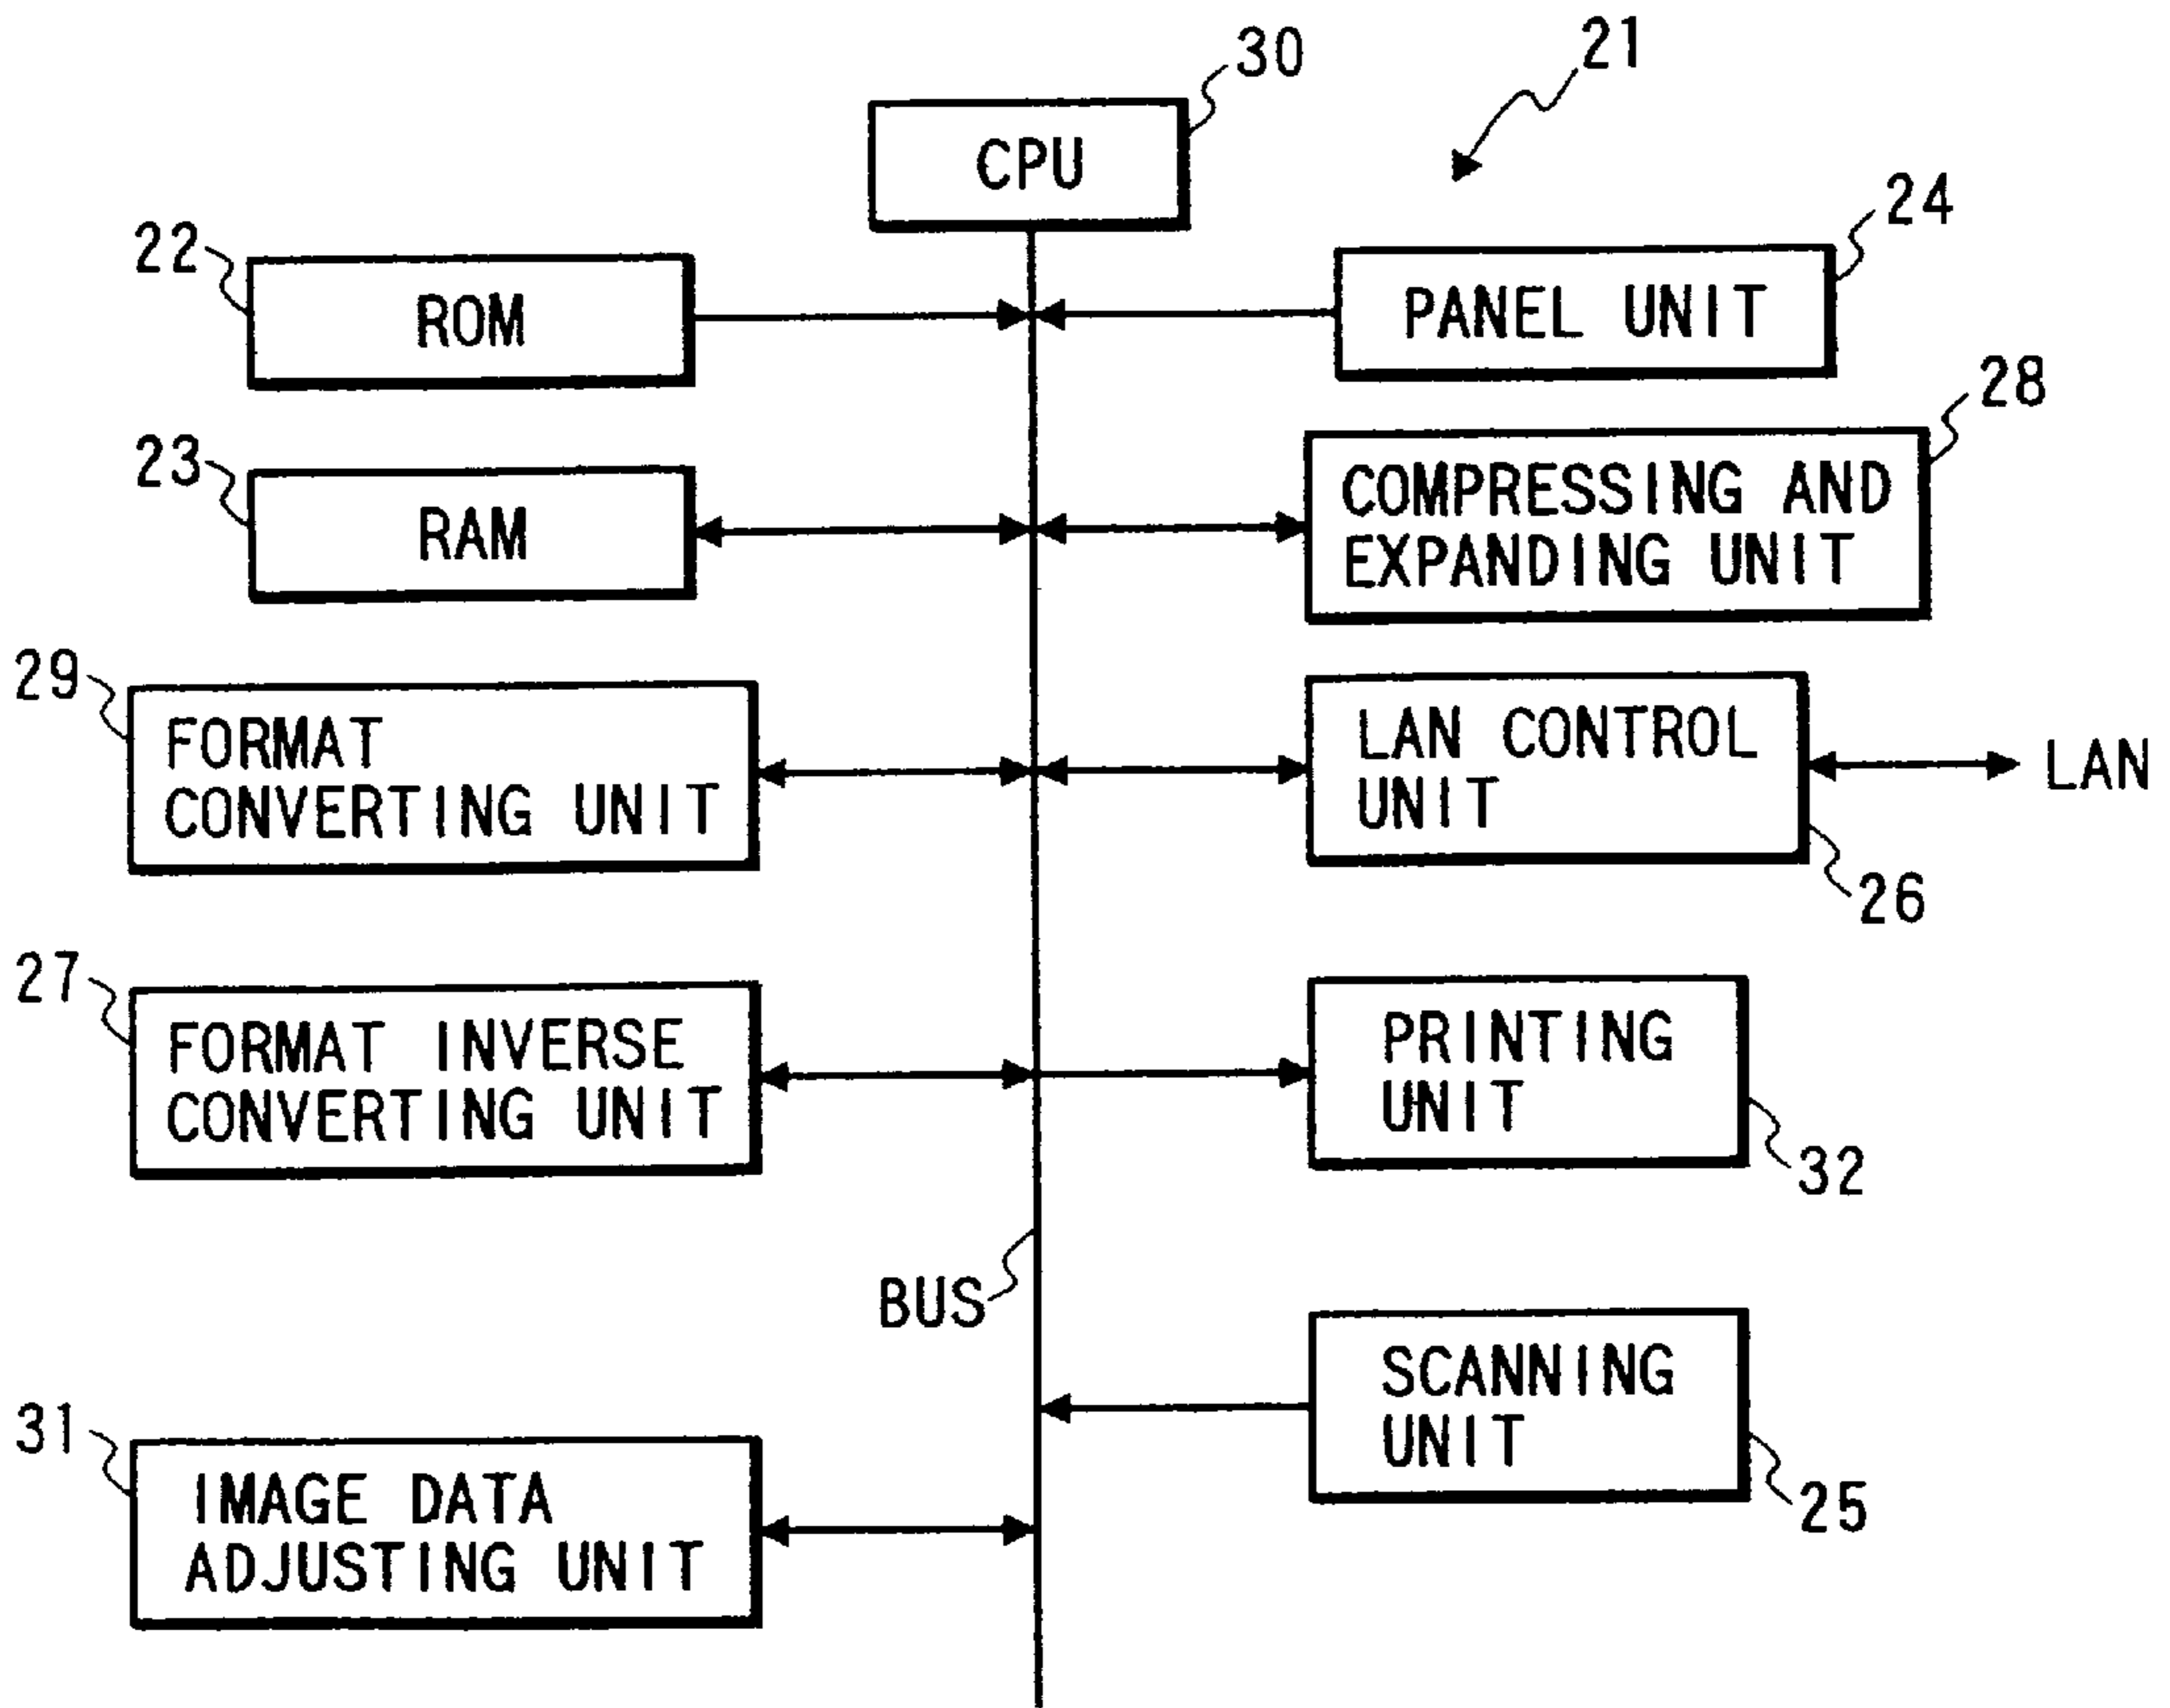 30
21
CPU
22
ROM
24
PANEL UNIT
23
RAM
28
COMPRESSING AND
EXPANDING UNIT
29
FORMAT
CONVERTING UNIT
LAN CONTROL
UNIT
LAN
26
27
FORMAT INVERSE
CONVERTING UNIT
PRINTING
UNIT
32
BUS
SCANNING
UNIT
25
31
IMAGE DATA
ADJUSTING UNIT